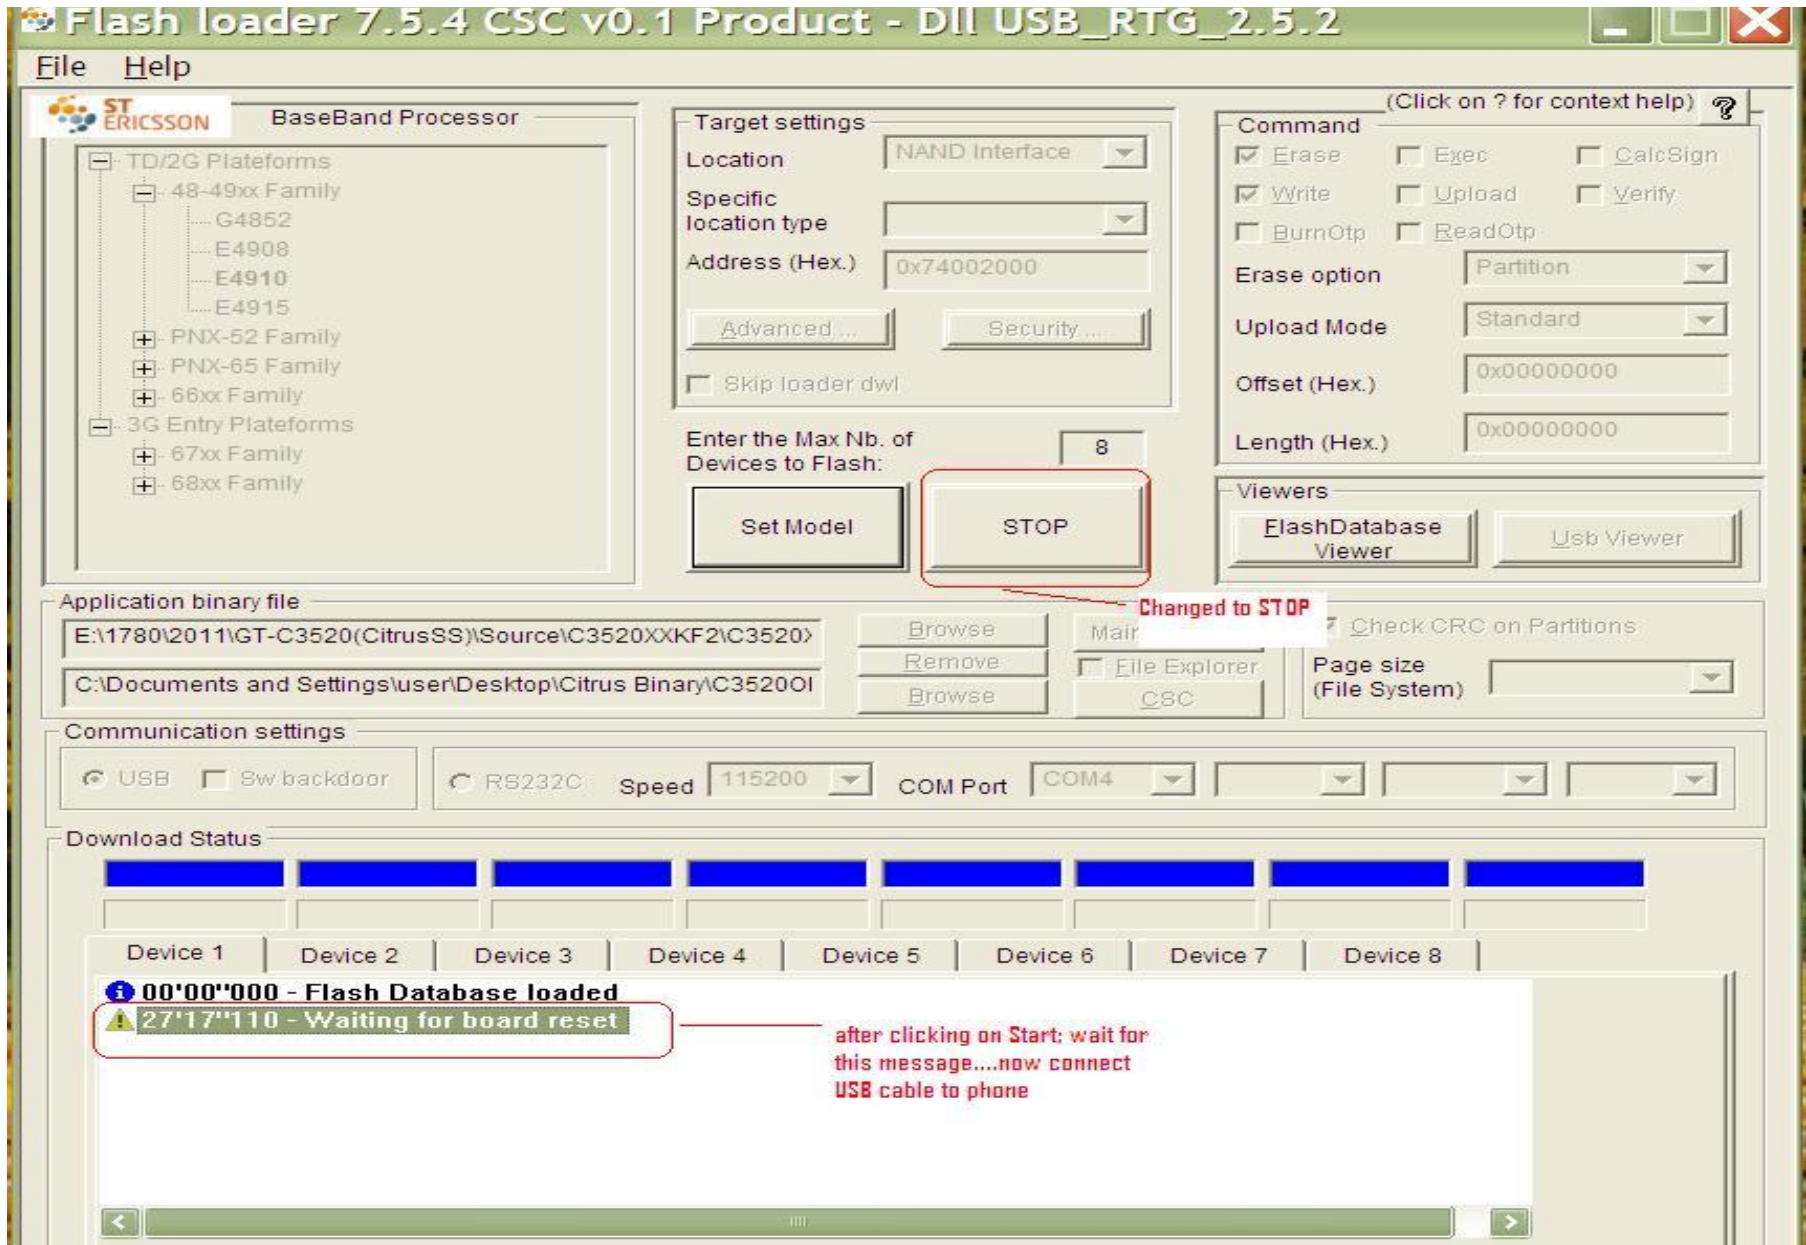 Flash loader 7.5.4 CSC v0.1 Product - Dll USB_RTG_2.5.2
File Help
(Click on ? for context help) ?
ST
ERICSSON
BaseBand Processor
TD/2G Plateforms
48-49xx Family
G4852
E4908
E4910
E4915
PNX-52 Family
PNX-65 Family
66xx Family
3G Entry Plateforms
67xx Family
68xx Family
Target settings
Location NAND Interface
Specific
location type
Address (Hex.) 0x74002000
Advanced ... Security ...
Skip loader dwl
Enter the Max Nb. of
Devices to Flash: 8
Set Model STOP
Command
Erase Exec CalcSign
Write Upload Verify
BurnOtp ReadOtp
Erase option Partition
Upload Mode Standard
Offset (Hex.) 0x00000000
Length (Hex.) 0x00000000
Viewers
FlashDatabase
Viewer
Usb Viewer
Changed to STOP
Application binary file
E:\1780\2011\GT-C3520(CitrusSS)\Source\C3520XXKF2\C3520X
Browse
Remove
File Explorer
C:\Documents and Settings\user\Desktop\Citrus Binary\C3520OI
Browse
CSC
Check CRC on Partitions
Page size
(File System)
Communication settings
USB Sw backdoor RS232C Speed 115200 COM Port COM4
Download Status
Device 1 Device 2 Device 3 Device 4 Device 5 Device 6 Device 7 Device 8
00'00"000 - Flash Database loaded
27'17"110 - Waiting for board reset
after clicking on Start; wait for
this message....now connect
USB cable to phone